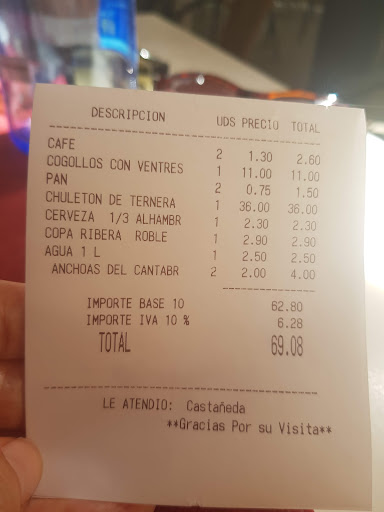 DESCRIPCION UDS PRECIO TOTAL
CAFE 2 1.30 2.60
COGOLLOS CON VENTRES 1 11.00 11.00
PAN 2 0.75 1.50
CHULETON DE TERNERA 1 36.00 36.00
CERVEZA 1/3 ALHAMBR 1 2.30 2.30
COPA RIBERA ROBLE 1 2.90 2.90
AGUA 1 L 1 2.50 2.50
ANCHOAS DEL CANTABR 2 2.00 4.00
IMPORTE BASE 10 62.80
IMPORTE IVA 10 % 6.28
TOTAL 69.08
LE ATENDIO: Castañeda
**Gracias Por su Visita**